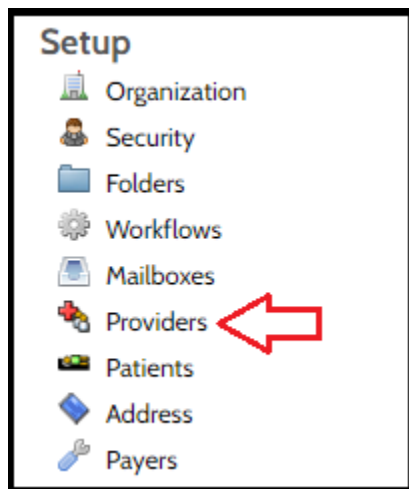 Setup
Organization
Security
Folders
Workflows
Mailboxes
Providers
Patients
Address
Payers